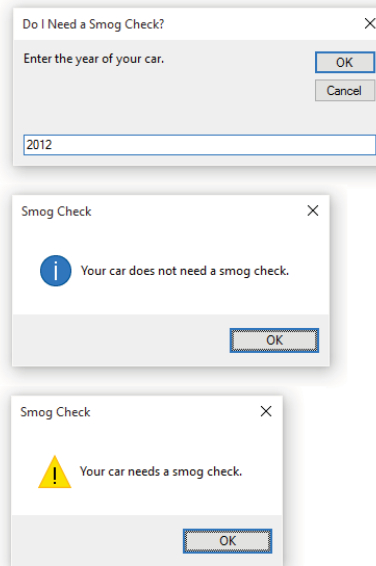 Do I Need a Smog Check?
Enter the year of your car.
OK
Cancel
2012
Smog Check
Your car does not need a smog check.
OK
Smog Check
Your car needs a smog check.
OK